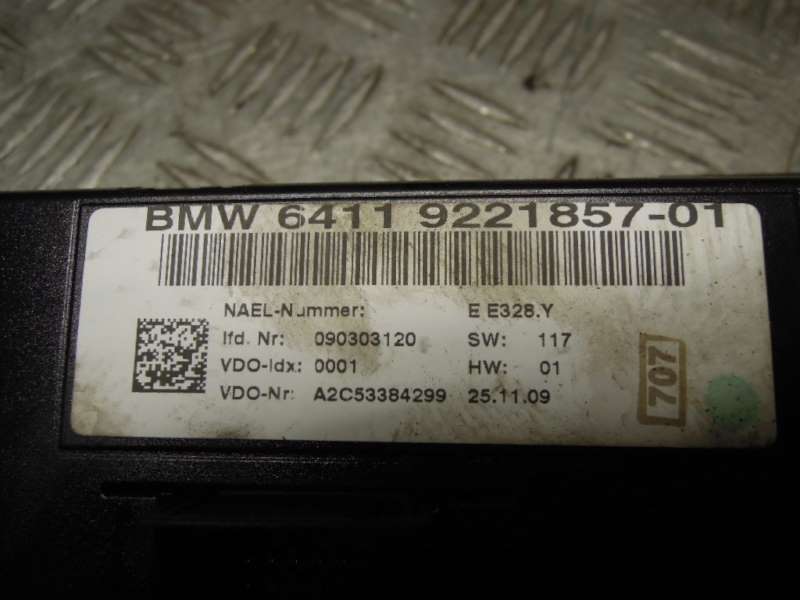 BMW 6411 9221857-01
NAEL-Nummer: E E328.Y
lfd. Nr: 090303120 SW: 117
VDO-Idx: 0001 HW: 01
VDO-Nr: A2C53384299 25.11.09
707